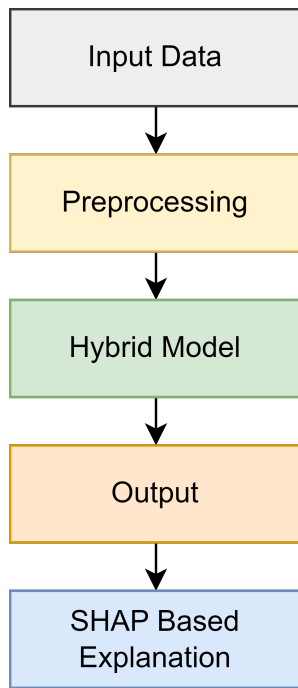 Input Data
Preprocessing
Hybrid Model
Output
SHAP Based
Explanation